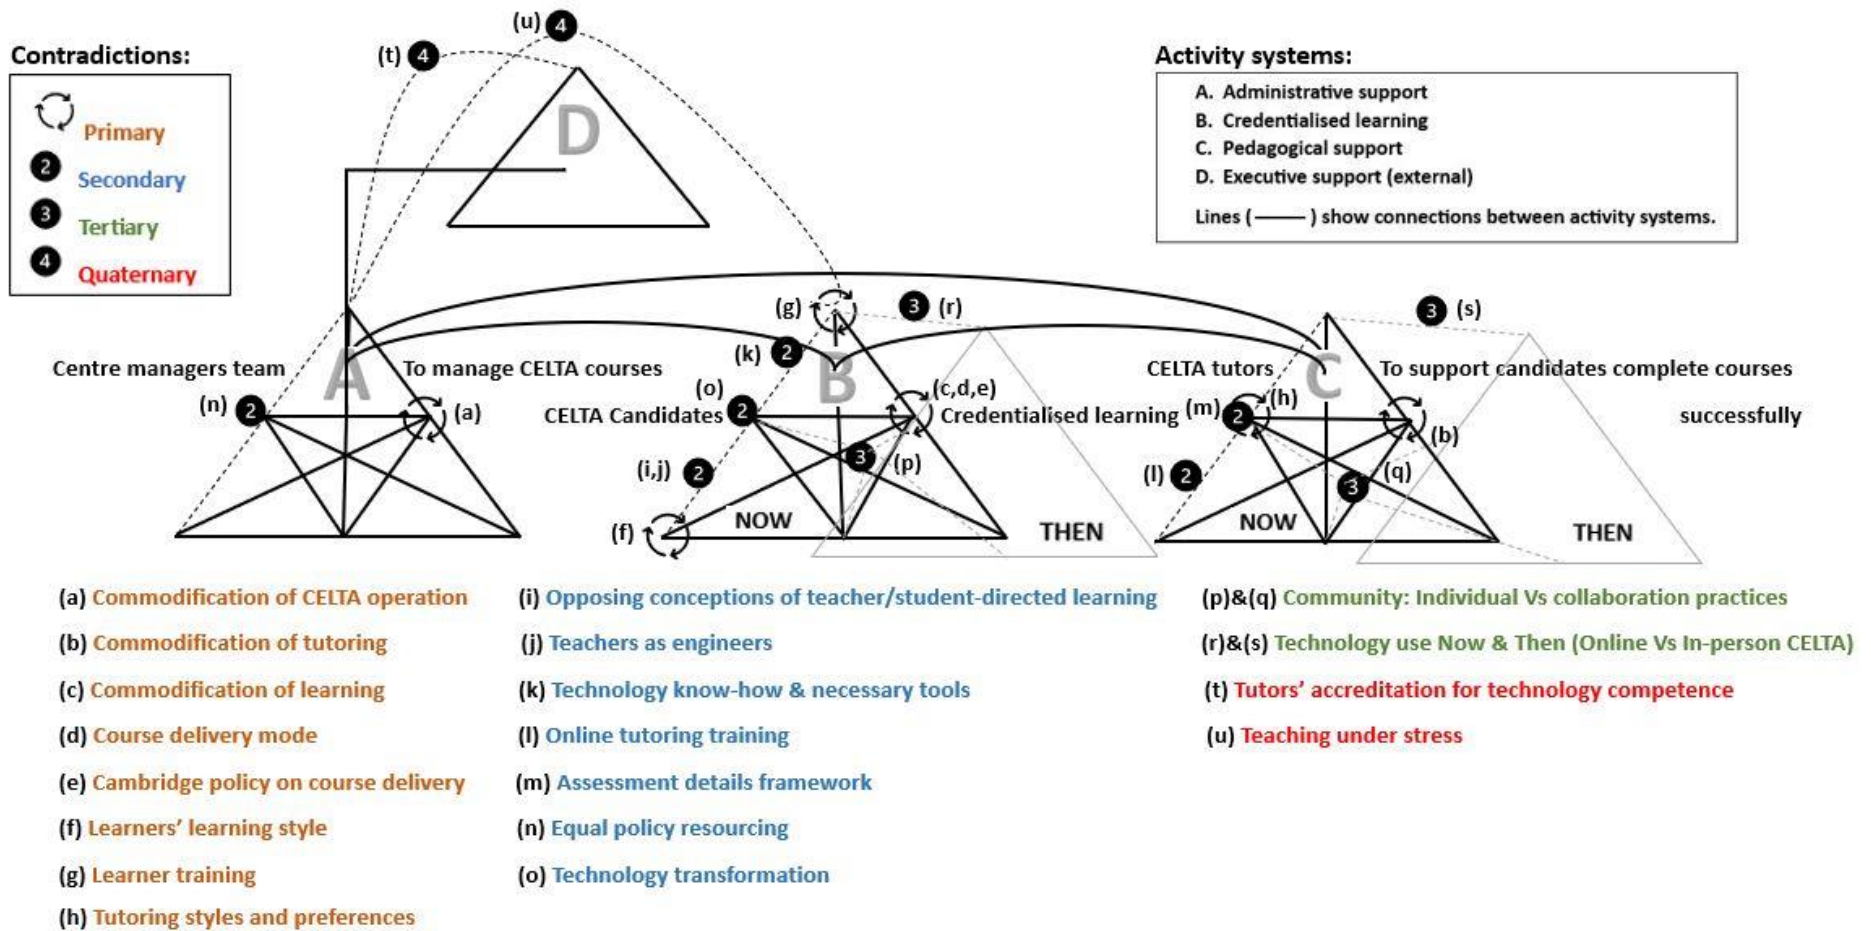 (u) 4
(t) 4
Contradictions:
Primary
2 Secondary
3 Tertiary
4 Quaternary
D
Activity systems:
A. Administrative support
B. Credentialised learning
C. Pedagogical support
D. Executive support (external)
Lines ( ) show connections between activity systems.
(g) 3 (r)
3 (s)
(k) 2
Centre managers team A To manage CELTA courses
B
CELTA tutors C To support candidates complete courses
successfully
(n) 2 (a)
(o) 2
CELTA Candidates
(c,d,e)
Credentialised learning
(m) 2 (h)
(b)
(i,j) 2
3 (p)
(l) 2
3 (q)
(f)
NOW
THEN
NOW
THEN
(a) Commodification of CELTA operation
(b) Commodification of tutoring
(c) Commodification of learning
(d) Course delivery mode
(e) Cambridge policy on course delivery
(f) Learners’ learning style
(g) Learner training
(h) Tutoring styles and preferences
(i) Opposing conceptions of teacher/student-directed learning
(j) Teachers as engineers
(k) Technology know-how & necessary tools
(l) Online tutoring training
(m) Assessment details framework
(n) Equal policy resourcing
(o) Technology transformation
(p)&(q) Community: Individual Vs collaboration practices
(r)&(s) Technology use Now & Then (Online Vs In-person CELTA)
(t) Tutors’ accreditation for technology competence
(u) Teaching under stress